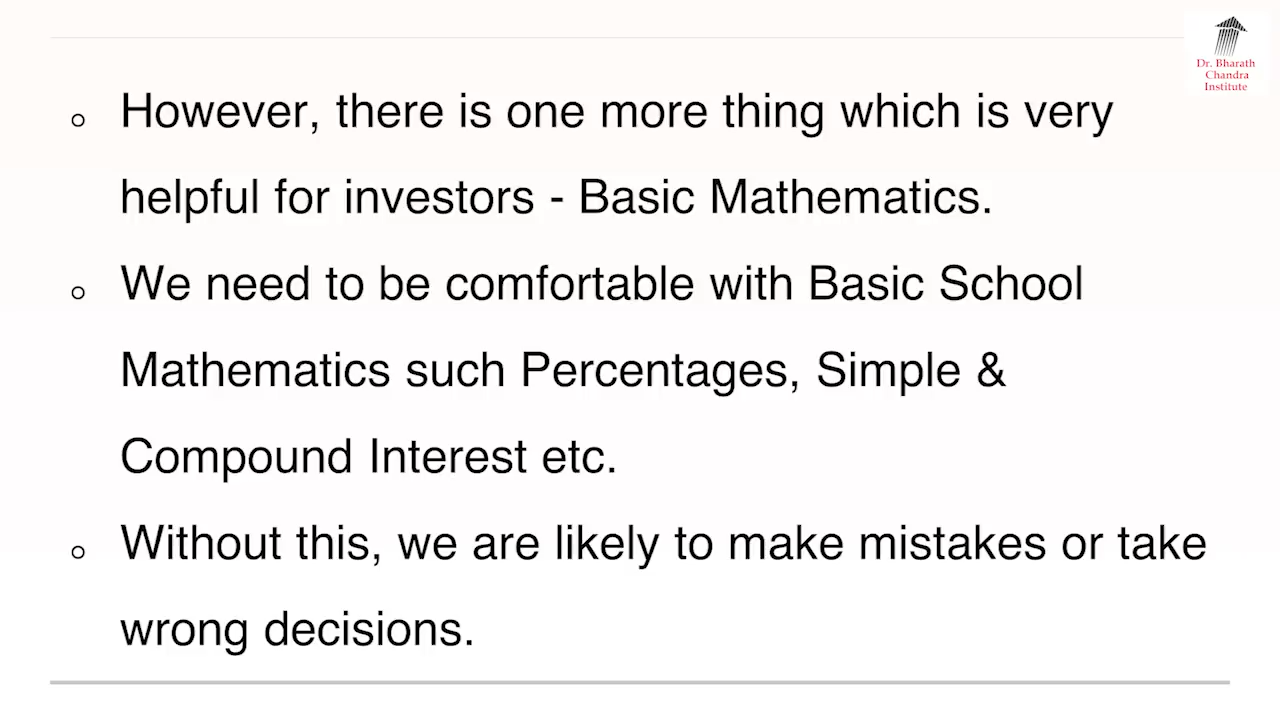 Dr. Bharath
Chandra
Institute
However, there is one more thing which is very
helpful for investors - Basic Mathematics.
We need to be comfortable with Basic School
Mathematics such Percentages, Simple &
Compound Interest etc.
Without this, we are likely to make mistakes or take
wrong decisions.